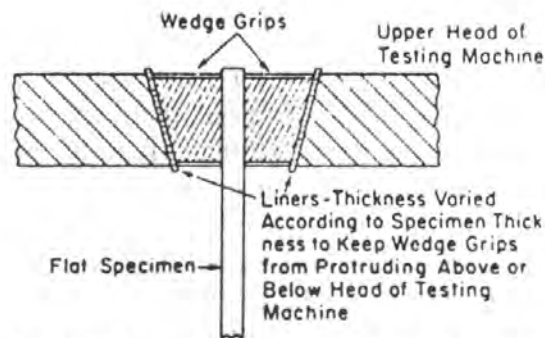 Wedge Grips
Upper Head of
Testing Machine
Liners-Thickness Varied
According to Specimen Thick
ness to Keep Wedge Grips
from Protruding Above or
Below Head of Testing
Machine
Flat Specimen